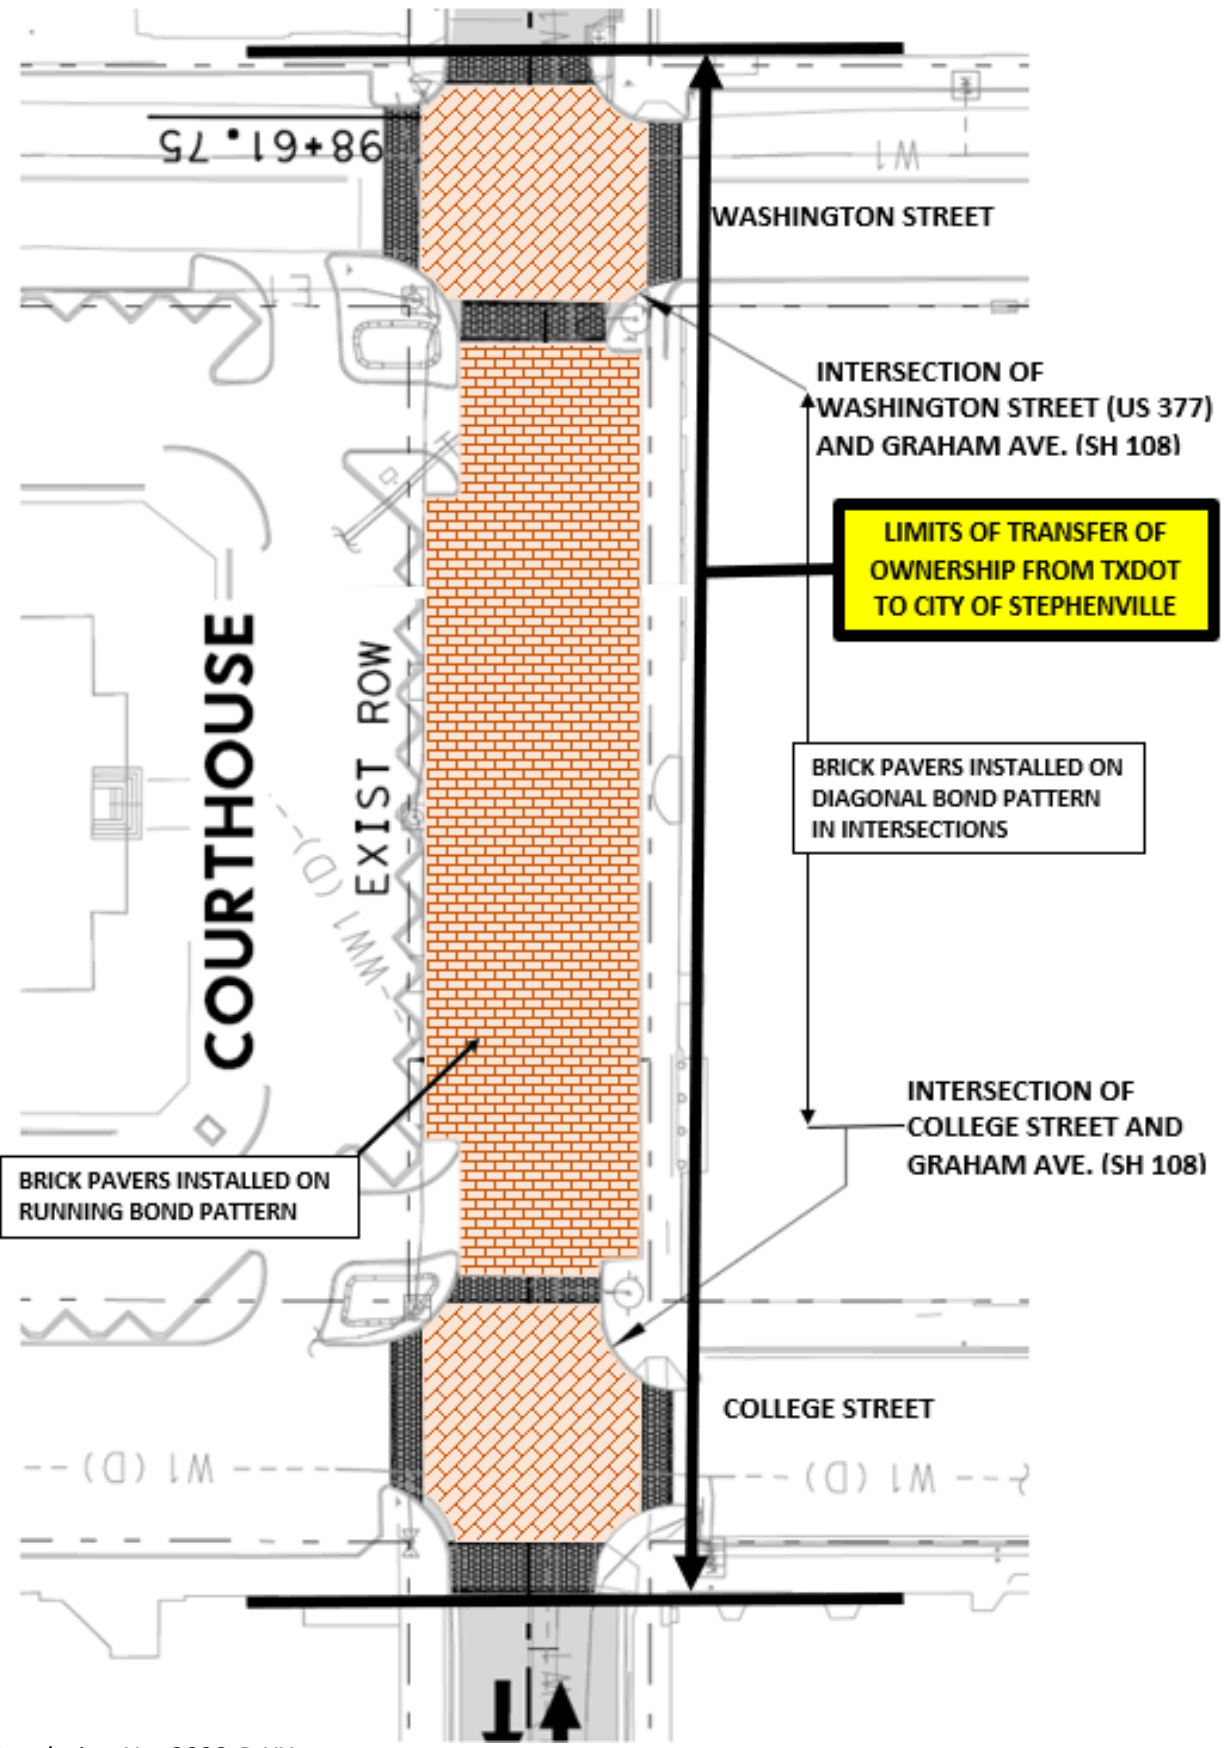 98+61.75
W1
WASHINGTON STREET
E1
INTERSECTION OF
WASHINGTON STREET (US 377)
AND GRAHAM AVE. (SH 108)
LIMITS OF TRANSFER OF
OWNERSHIP FROM TXDOT
TO CITY OF STEPHENVILLE
COURTHOUSE
EXIST ROW
BRICK PAVERS INSTALLED ON
DIAGONAL BOND PATTERN
IN INTERSECTIONS
WW1 (D)
INTERSECTION OF
COLLEGE STREET AND
GRAHAM AVE. (SH 108)
BRICK PAVERS INSTALLED ON
RUNNING BOND PATTERN
COLLEGE STREET
W1 (D)
W1 (D)